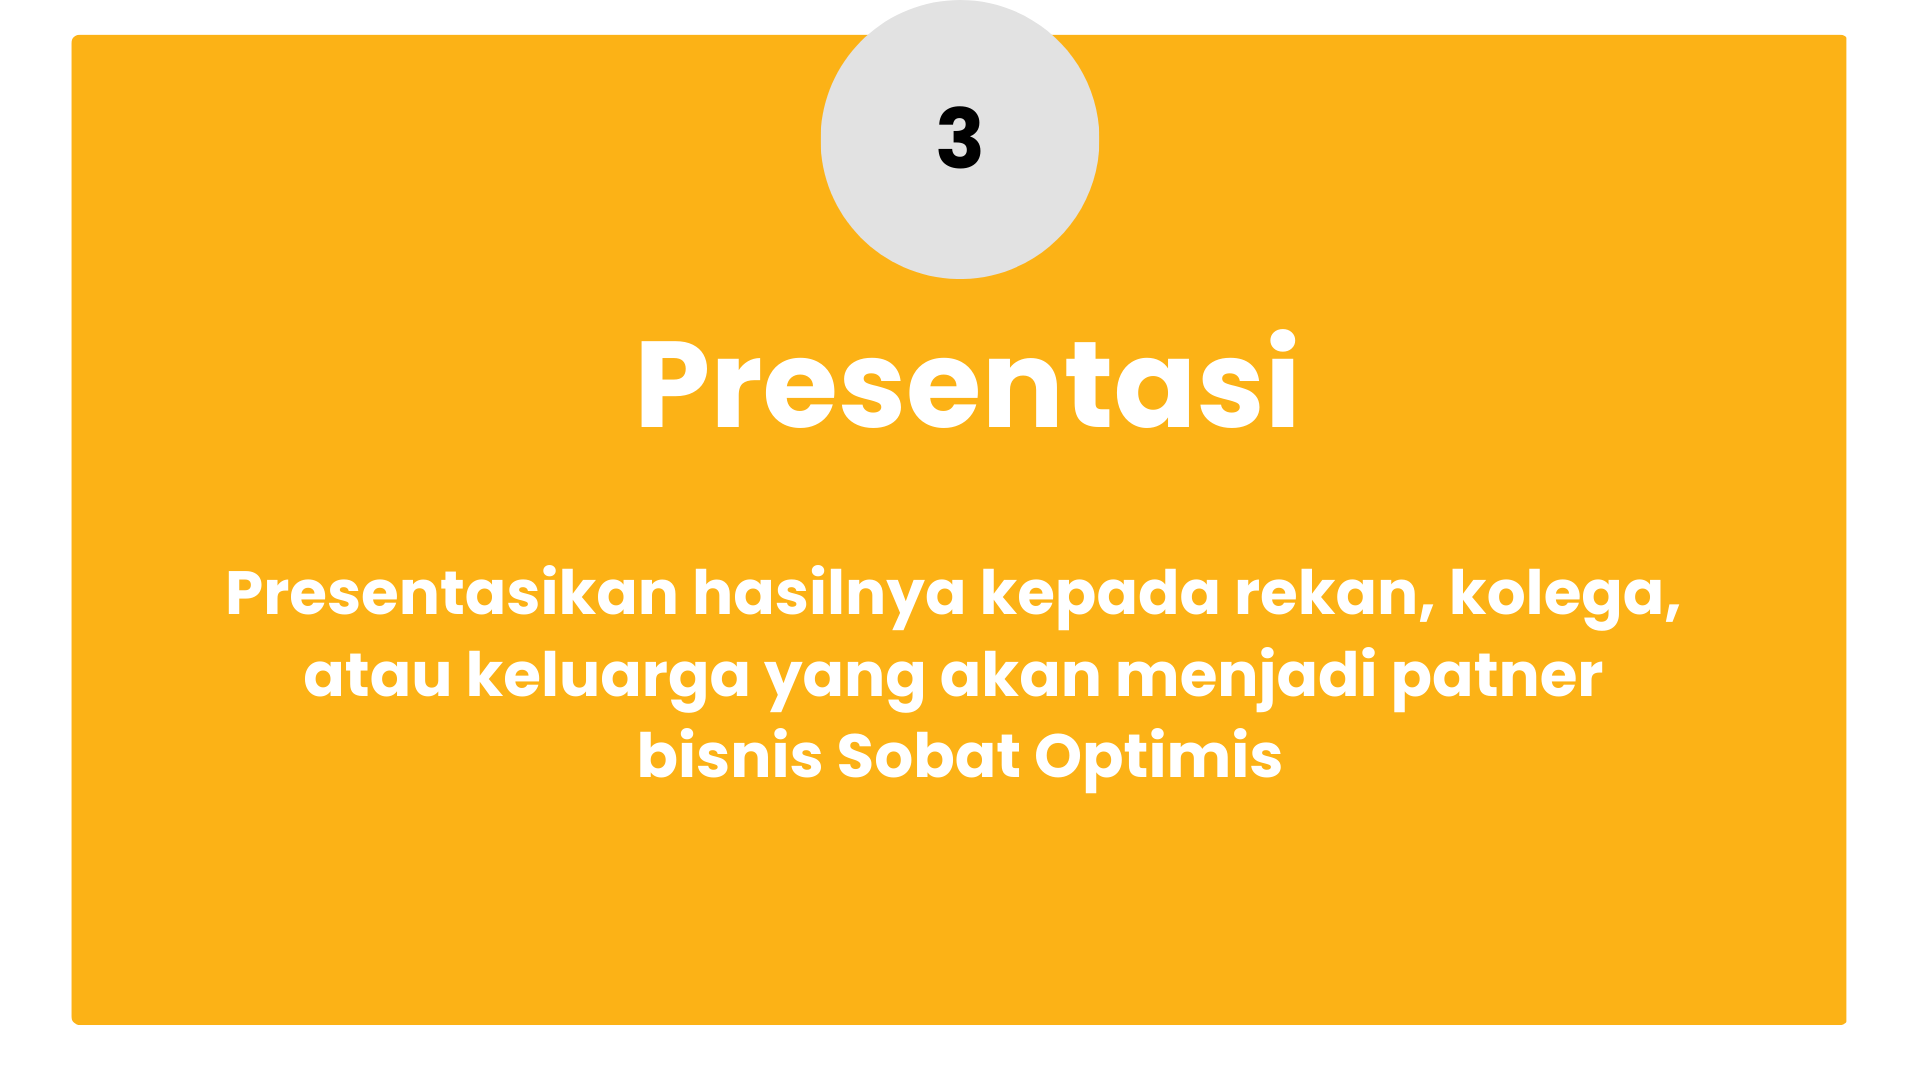 3
Presentasi
Presentasikan hasilnya kepada rekan, kolega,
atau keluarga yang akan menjadi patner
bisnis Sobat Optimis